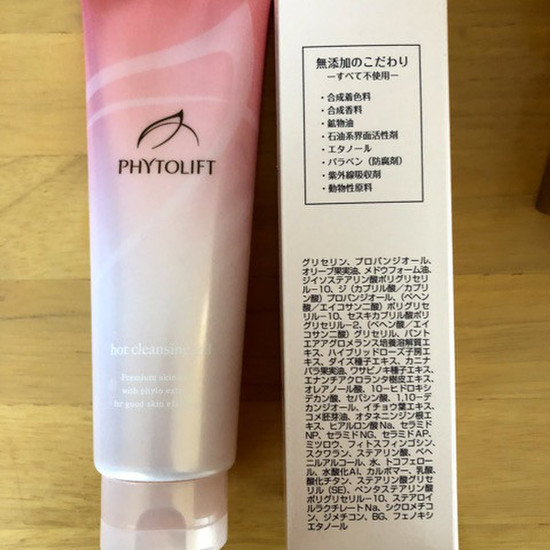 PHYTOLIFT
hot cleansing
Premium skin
with phyto ext
for good skin
無添加のこだわり
ーすべて不使用ー
・合成着色料
・合成香料
・鉱物油
・石油系界面活性剤
・エタノール
・パラベン（防腐剤）
・紫外線吸収剤
・動物性原料
グリセリン、プロパンジオール、
オリーブ果実油、メドウフォーム油、
ジイソステアリン酸ポリグリセリ
ル-10、ジ（カプリル酸／カプリ
ン酸）プロパンジオール、（ベヘン
酸／エイコサン二酸）ポリグリセ
リル-10、セスキカプリル酸ポリ
グリセリル-2、（ベヘン酸／エイ
コサン二酸）グリセリル、パント
エアアグロメランス培養溶解質エ
キス、ハイブリッドローズ子房エ
キス、ダイズ種子エキス、カニナ
バラ果実油、ワサビノキ種子エキス、
エナンチアクロランタ樹皮エキス、
オレアノール酸、10-ヒドロキシ
デカン酸、セバシン酸、1,10-デ
カンジオール、イチョウ葉エキス、
コメ胚芽油、オタネニンジン根エ
キス、ヒアルロン酸Na、セラミド
NP、セラミドNG、セラミドAP、
ミツロウ、フィトスフィンゴシン、
スクワラン、ステアリン酸、ベヘ
ニルアルコール、水、トコフェロー
ル、水酸化Al、カルボマー、乳酸、
酸化チタン、ステアリン酸グリセ
リル（SE）、ペンタステアリン酸
ポリグリセリル-10、ステアロイ
ルラクチレートNa、シクロメチコ
ン、ジメチコン、BG、フェノキシ
エタノール